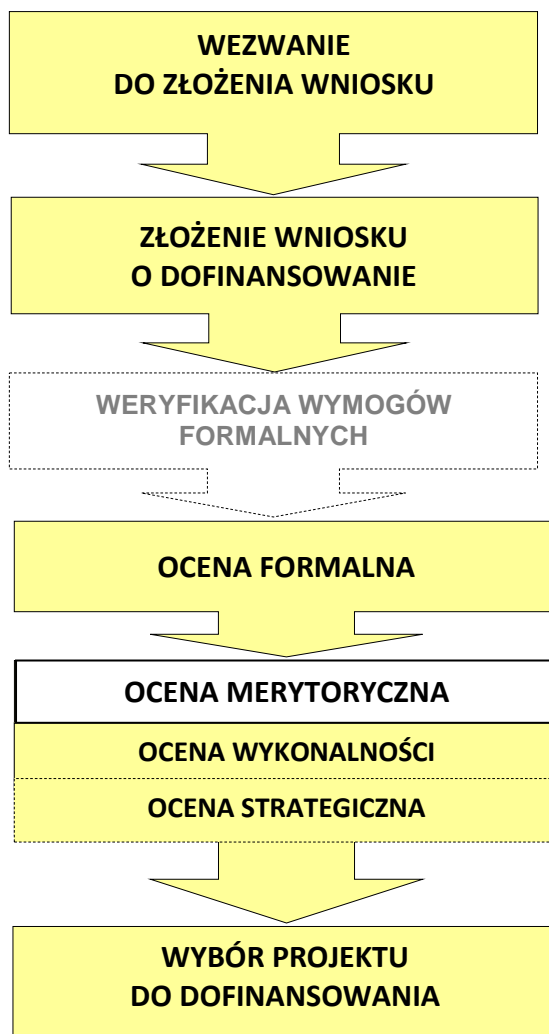 WEZWANIE
DO ZŁOŻENIA WNIOSKU
ZŁOŻENIE WNIOSKU
O DOFINANSOWANIE
WERYFIKACJA WYMOGÓW
FORMALNYCH
OCENA FORMALNA
OCENA MERYTORYCZNA
OCENA WYKONALNOŚCI
OCENA STRATEGICZNA
WYBÓR PROJEKTU
DO DOFINANSOWANIA